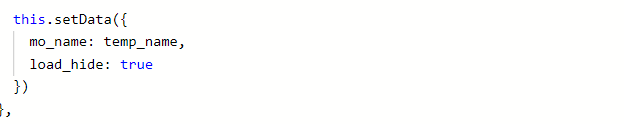 this.setData({
mo_name: temp_name,
load_hide: true
})
},